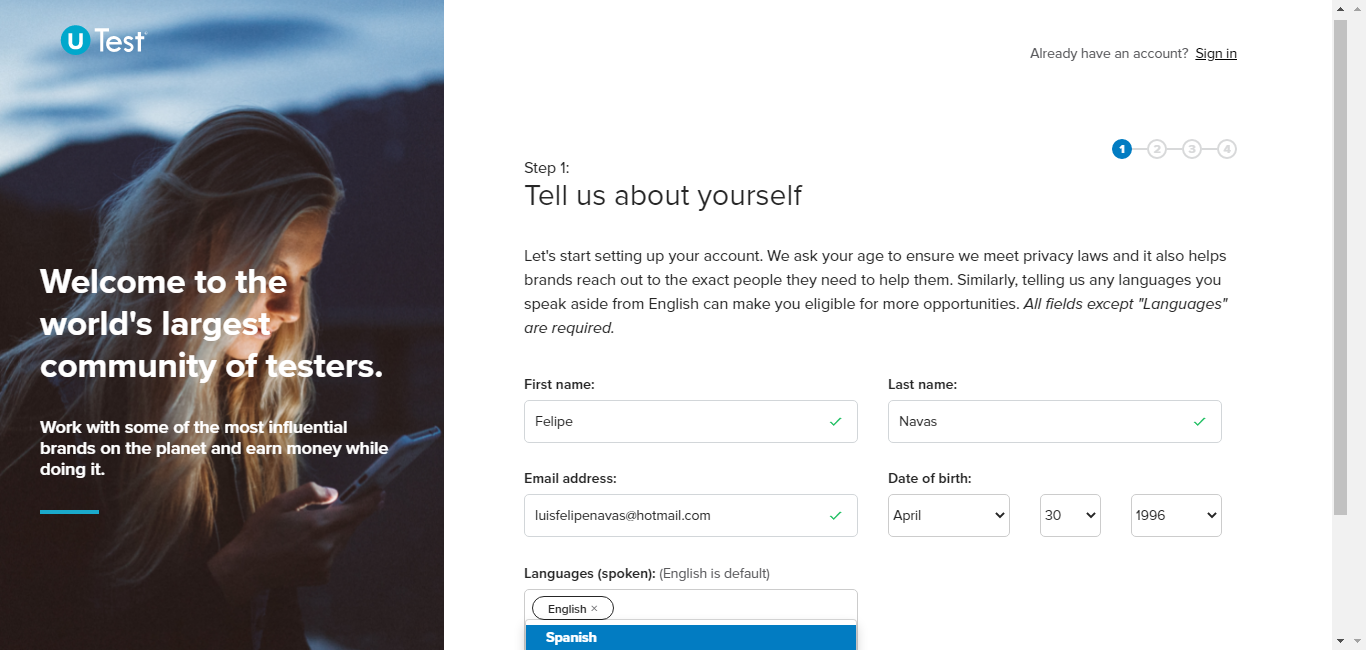 U Test
Already have an account? Sign in
1 2 3 4
Step 1:
Tell us about yourself
Let's start setting up your account. We ask your age to ensure we meet privacy laws and it also helps
brands reach out to the exact people they need to help them. Similarly, telling us any languages you
speak aside from English can make you eligible for more opportunities. All fields except "Languages"
are required.
Welcome to the
world's largest
community of testers.
Work with some of the most influential
brands on the planet and earn money while
doing it.
First name: Last name:
Felipe Navas
Email address: Date of birth:
luisfelipenavas@hotmail.com April 30 1996
Languages (spoken): (English is default)
English ×
Spanish